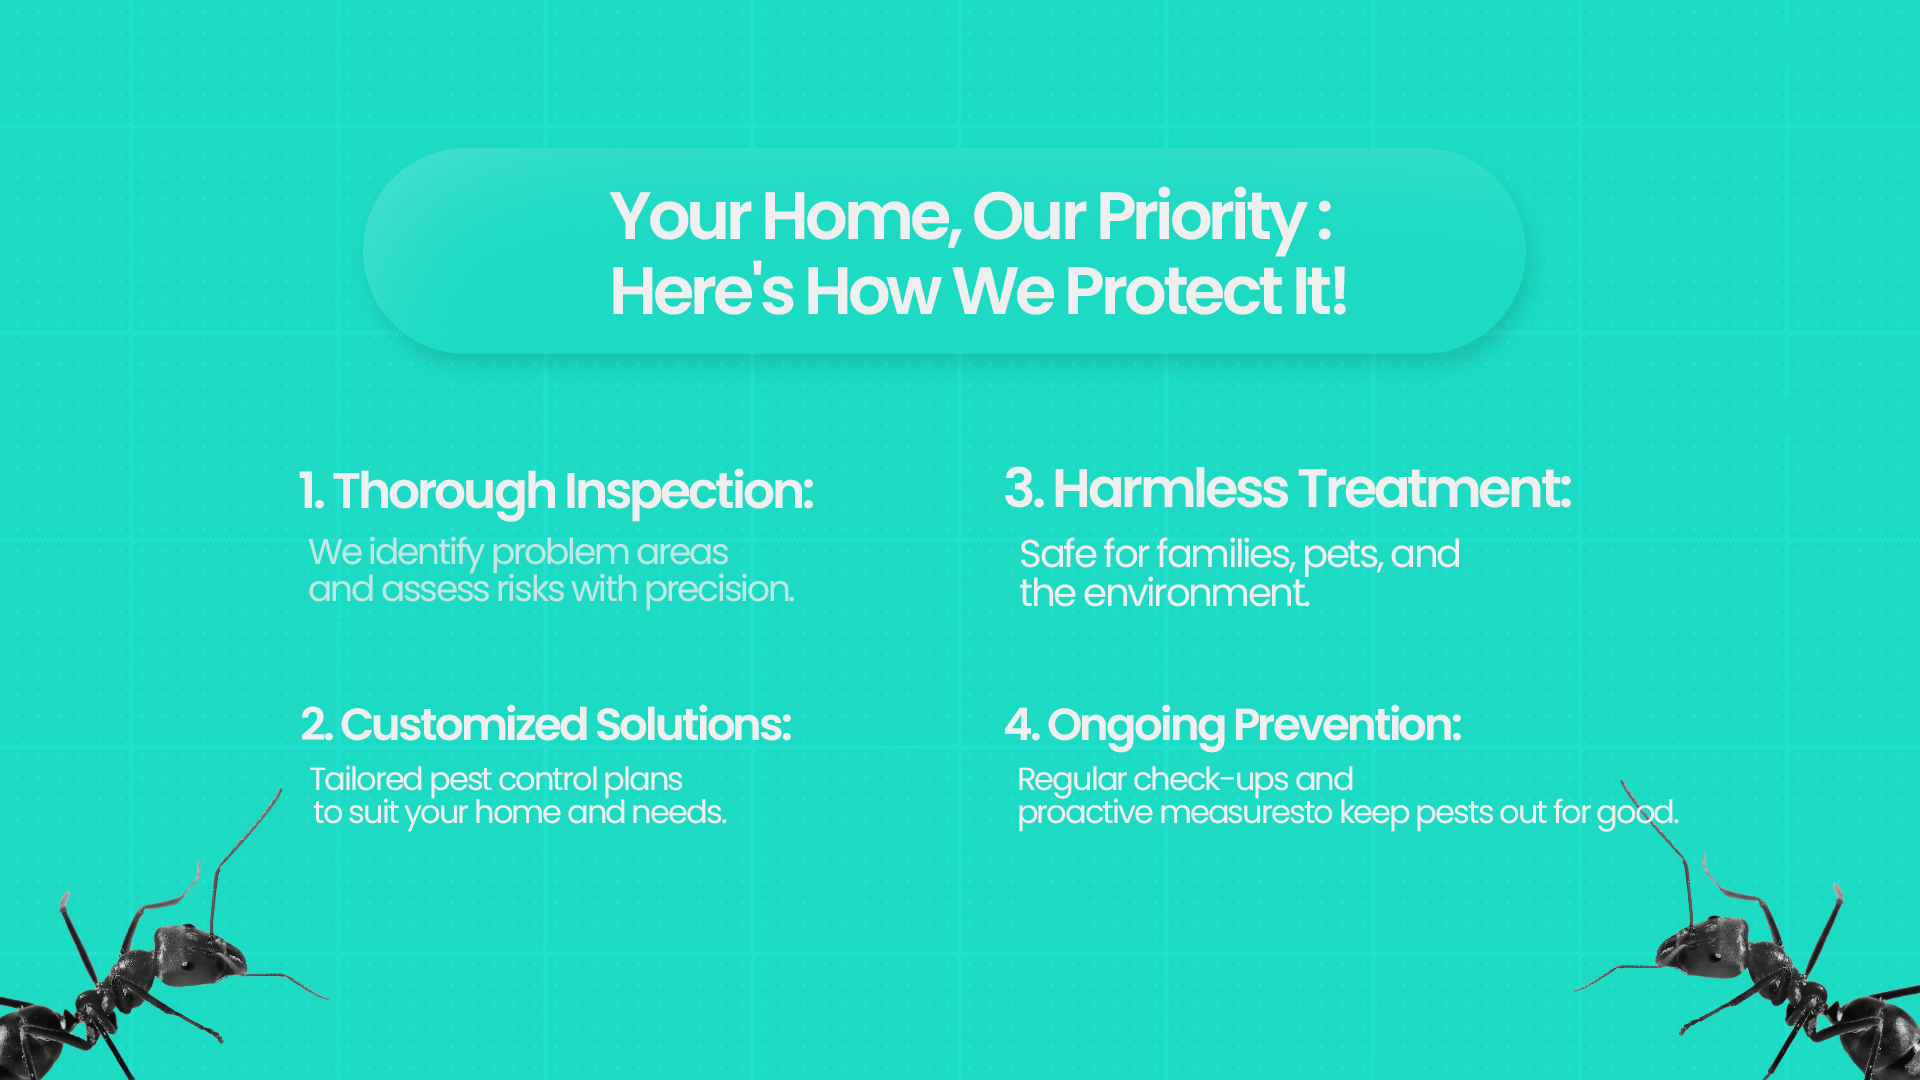 Your Home, Our Priority :
Here's How We Protect It!
1. Thorough Inspection:
We identify problem areas
and assess risks with precision.
2. Customized Solutions:
Tailored pest control plans
to suit your home and needs.
3. Harmless Treatment:
Safe for families, pets, and
the environment.
4. Ongoing Prevention:
Regular check-ups and
proactive measuresto keep pests out for good.